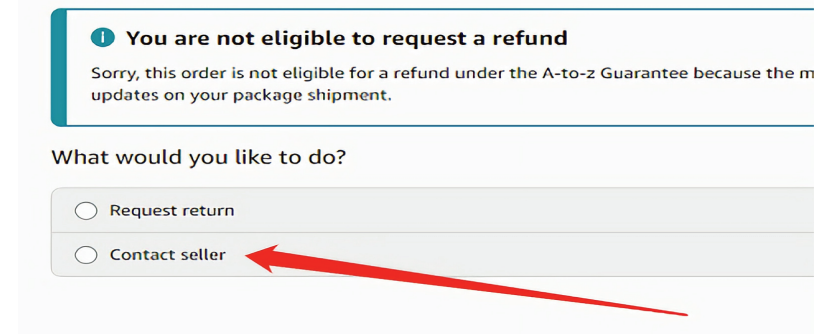 You are not eligible to request a refund
Sorry, this order is not eligible for a refund under the A-to-z Guarantee because the
updates on your package shipment.
What would you like to do?
Request return
Contact seller